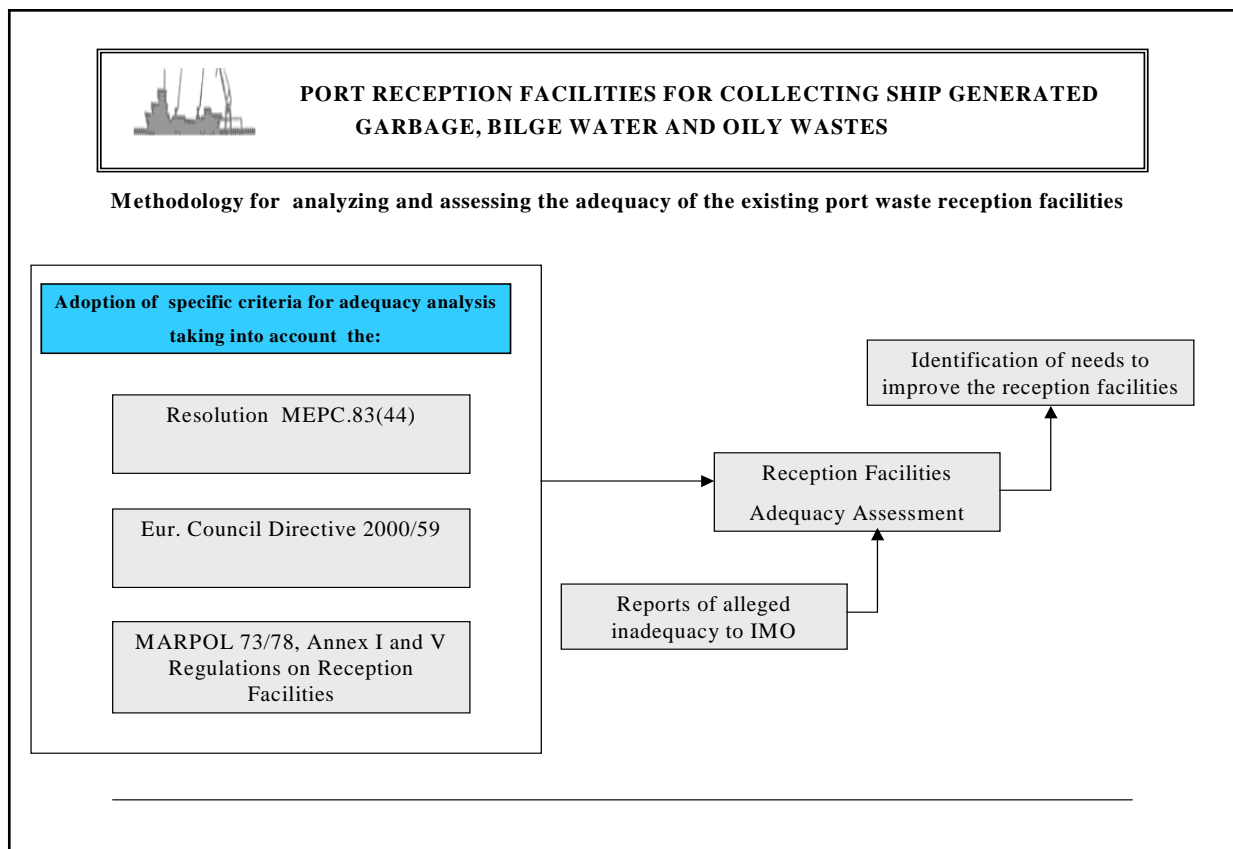 PORT RECEPTION FACILITIES FOR COLLECTING SHIP GENERATED
GARBAGE, BILGE WATER AND OILY WASTES
Methodology for analyzing and assessing the adequacy of the existing port waste reception facilities
Adoption of specific criteria for adequacy analysis
taking into account the:
Resolution MEPC.83(44)
Eur. Council Directive 2000/59
MARPOL 73/78, Annex I and V
Regulations on Reception
Facilities
Reports of alleged
inadequacy to IMO
Reception Facilities
Adequacy Assessment
Identification of needs to
improve the reception facilities